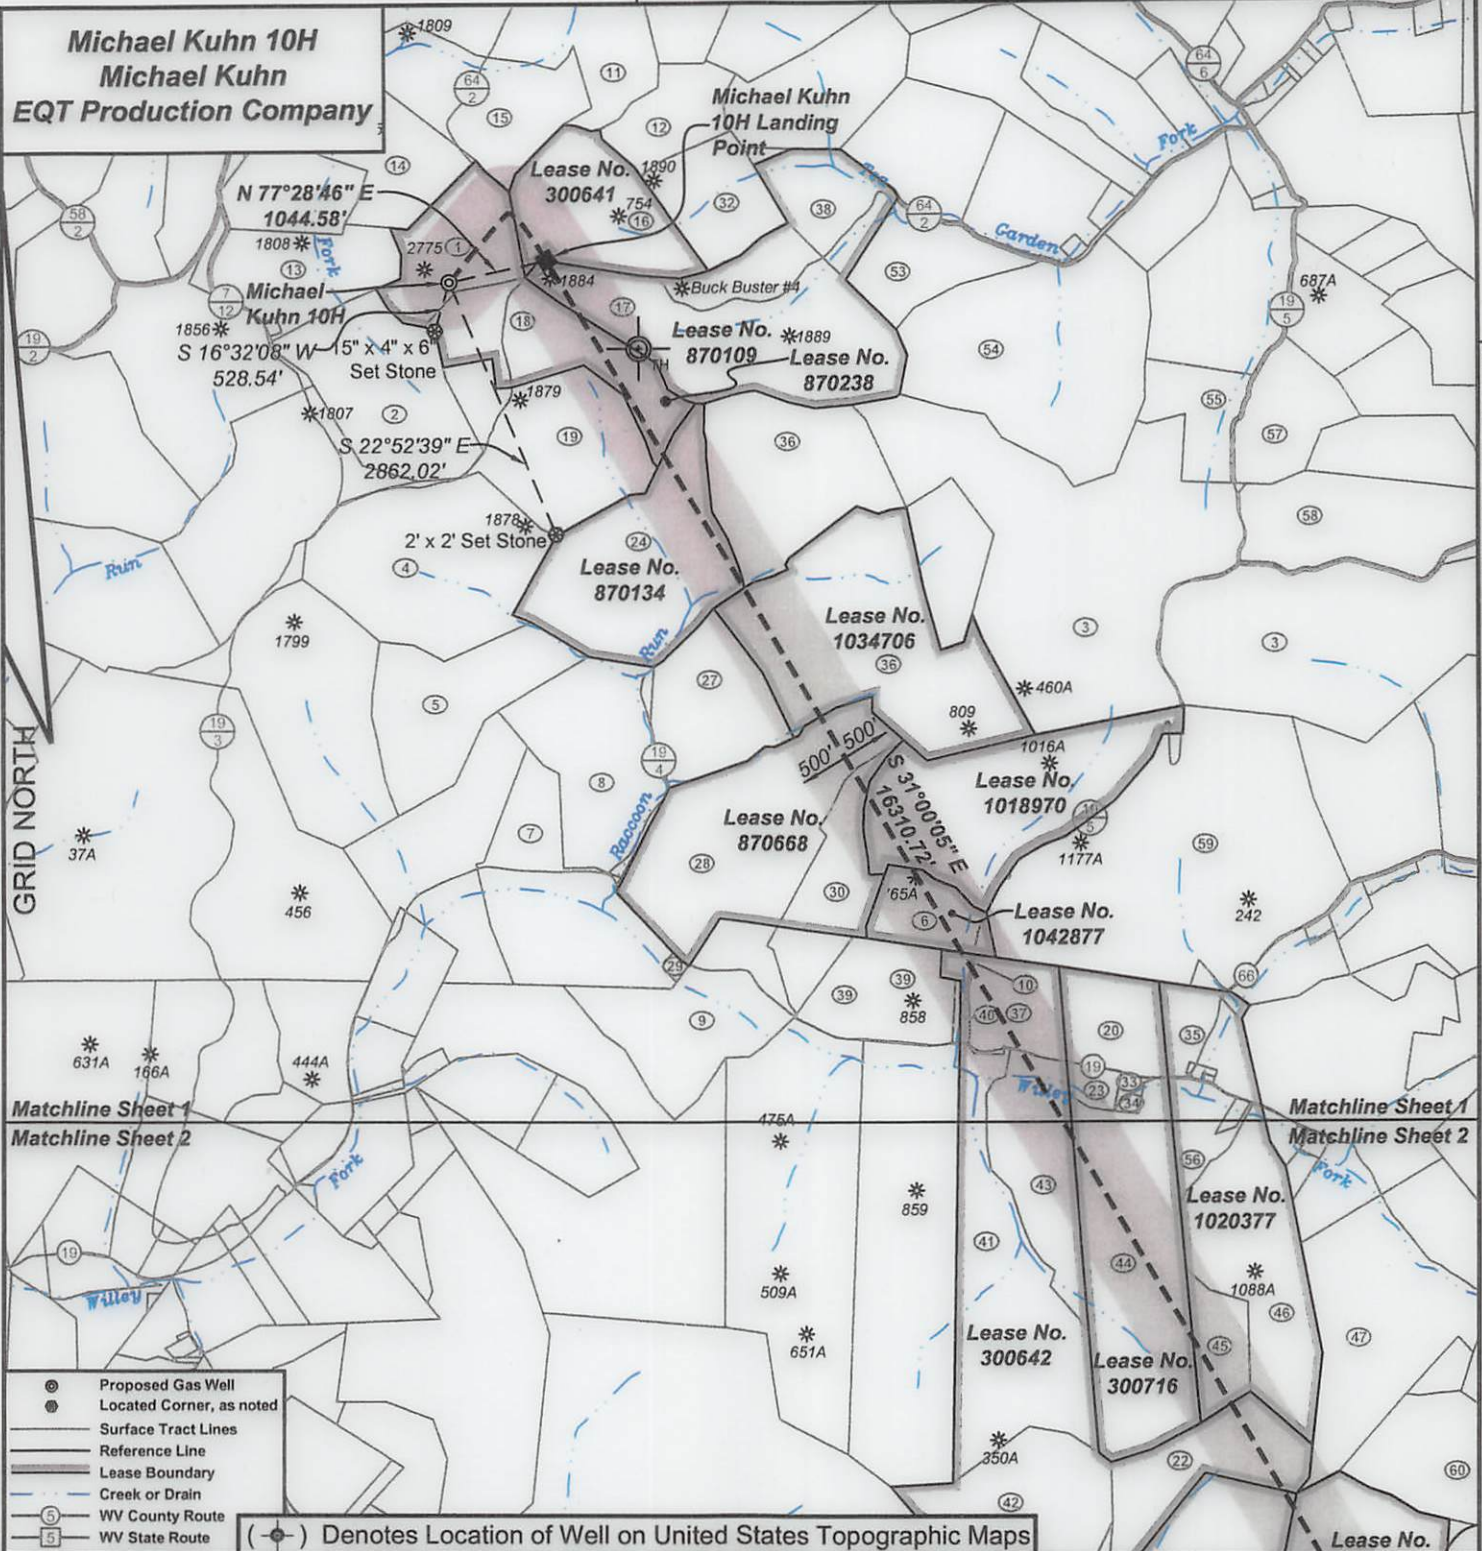 Michael Kuhn 10H
Michael Kuhn
EQT Production Company
1809
64
2
11
15
12
14
Michael Kuhn
10H Landing
Point
64
6
Fork
Lease No.
300641
1890
754
16
32
38
64
2
Garden
N 77°28'46" E
1044.58'
58
2
1808
Fork
13
2775
1
1884
Buck Buster #4
53
687A
19
5
7
12
Michael
Kuhn 10H
1856
19
2
S 16°32'08" W
528.54'
15" x 4" x 6"
Set Stone
18
17
TH
Lease No.
870109
1889
Lease No.
870238
54
55
57
1807
2
1879
19
36
S 22°52'39" E
2862.02'
1878
2' x 2' Set Stone
58
24
Lease No.
870134
4
Run
1799
Run
Lease No.
1034706
36
3
3
27
5
460A
809
19
3
GRID NORTH
19
4
8
500'
500'
1016A
Lease No.
1018970
S 31°00'05" E
16310.72'
Raccoon
Lease No.
870668
7
28
30
5
1177A
59
37A
456
65A
6
Lease No.
1042877
242
29
39
39
858
9
10
40
37
20
35
66
631A
166A
444A
19
23
33
34
Willey
Matchline Sheet 1
Matchline Sheet 1
Matchline Sheet 2
Matchline Sheet 2
475A
Fork
Fork
859
43
56
Lease No.
1020377
41
44
19
Willey
509A
1088A
46
651A
Lease No.
300642
Lease No.
300716
45
47
350A
22
60
42
Proposed Gas Well
Located Corner, as noted
Surface Tract Lines
Reference Line
Lease Boundary
Creek or Drain
5
WV County Route
5
WV State Route
( ) Denotes Location of Well on United States Topographic Maps
Lease No.